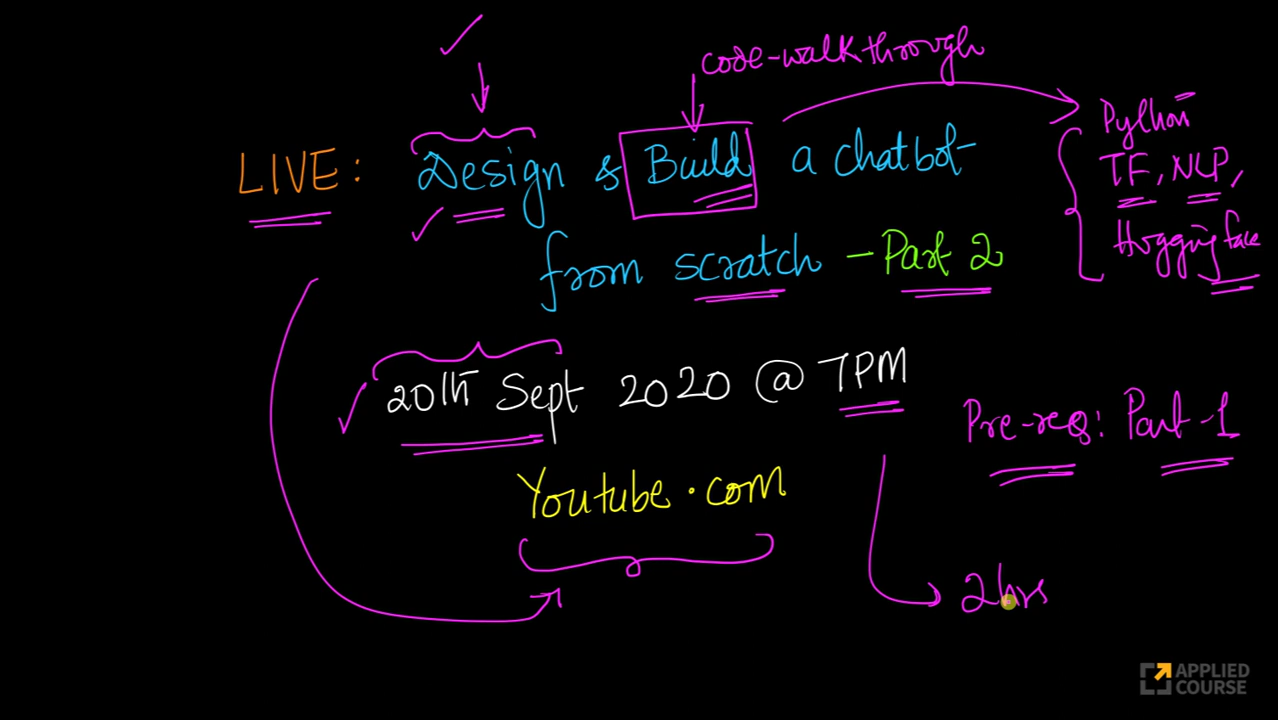 code-walkthrough
LIVE: Design & Build a chatbot
from scratch - Part 2
Python
TF, NLP,
Hugging face
20th Sept 2020 @ 7PM
Pre-req: Part-1
Youtube.com
2hrs
APPLIED
COURSE